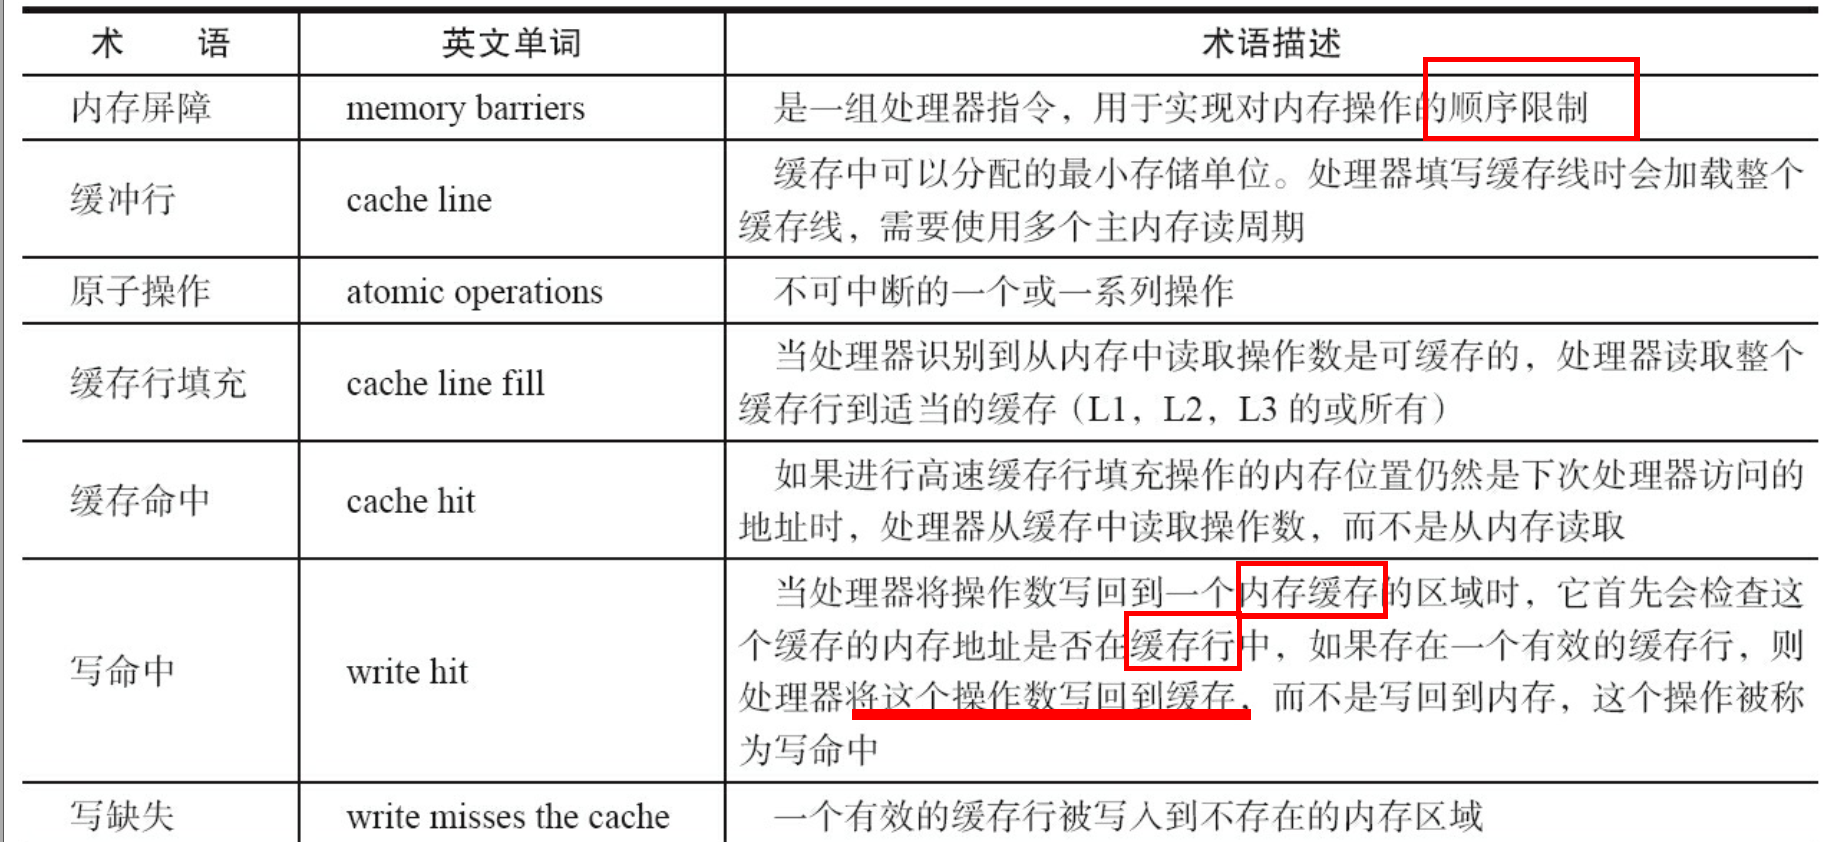 术 语 英文单词 术语描述
内存屏障 memory barriers 是一组处理器指令，用于实现对内存操作的顺序限制
缓冲行 cache line 缓存中可以分配的最小存储单位。处理器填写缓存线时会加载整个
缓存线，需要使用多个主内存读周期
原子操作 atomic operations 不可中断的一个或一系列操作
缓存行填充 cache line fill 当处理器识别到从内存中读取操作数是可缓存的，处理器读取整个
缓存行到适当的缓存（L1，L2，L3 的或所有）
缓存命中 cache hit 如果进行高速缓存行填充操作的内存位置仍然是下次处理器访问的
地址时，处理器从缓存中读取操作数，而不是从内存读取
写命中 write hit 当处理器将操作数写回到一个内存缓存的区域时，它首先会检查这
个缓存的内存地址是否在缓存行中，如果存在一个有效的缓存行，则
处理器将这个操作数写回到缓存，而不是写回到内存，这个操作被称
为写命中
写缺失 write misses the cache 一个有效的缓存行被写入到不存在的内存区域